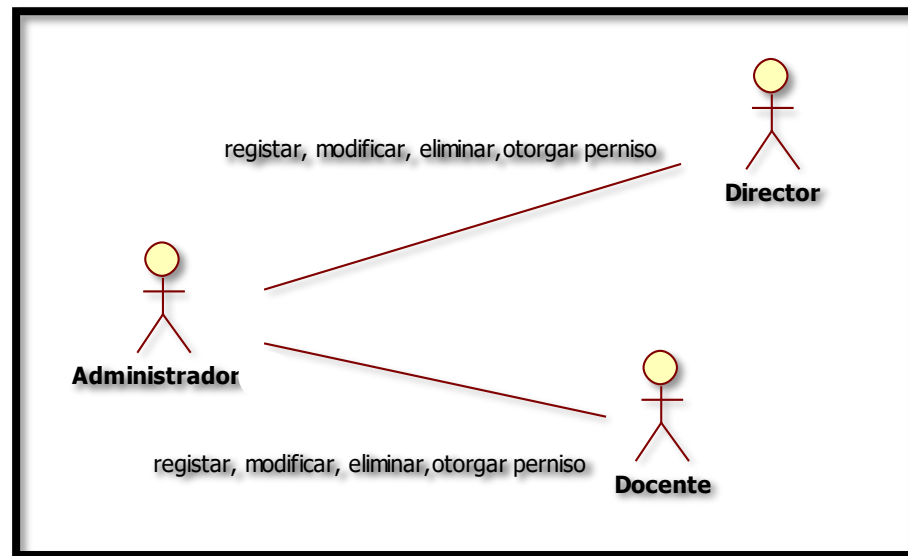 registar, modificar, eliminar,otorgar perniso
Director
Administrador
registar, modificar, eliminar,otorgar perniso
Docente